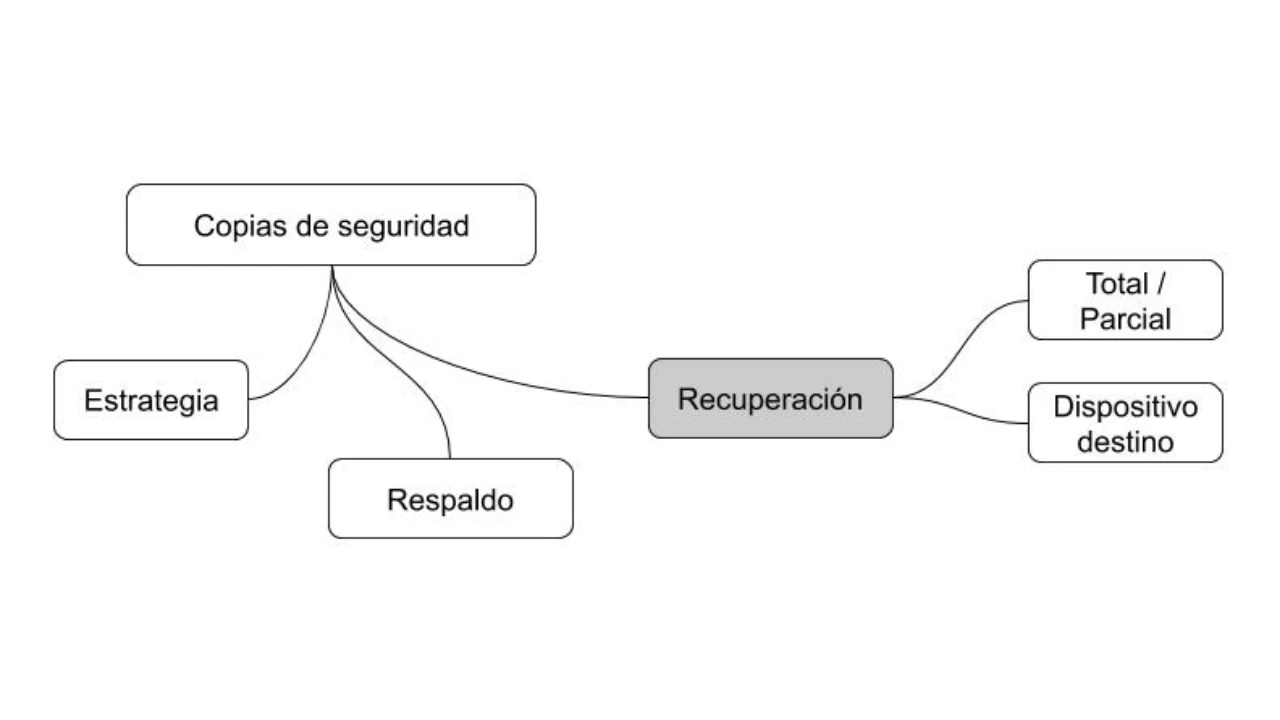 Copias de seguridad
Estrategia
Respaldo
Recuperación
Total /
Parcial
Dispositivo
destino